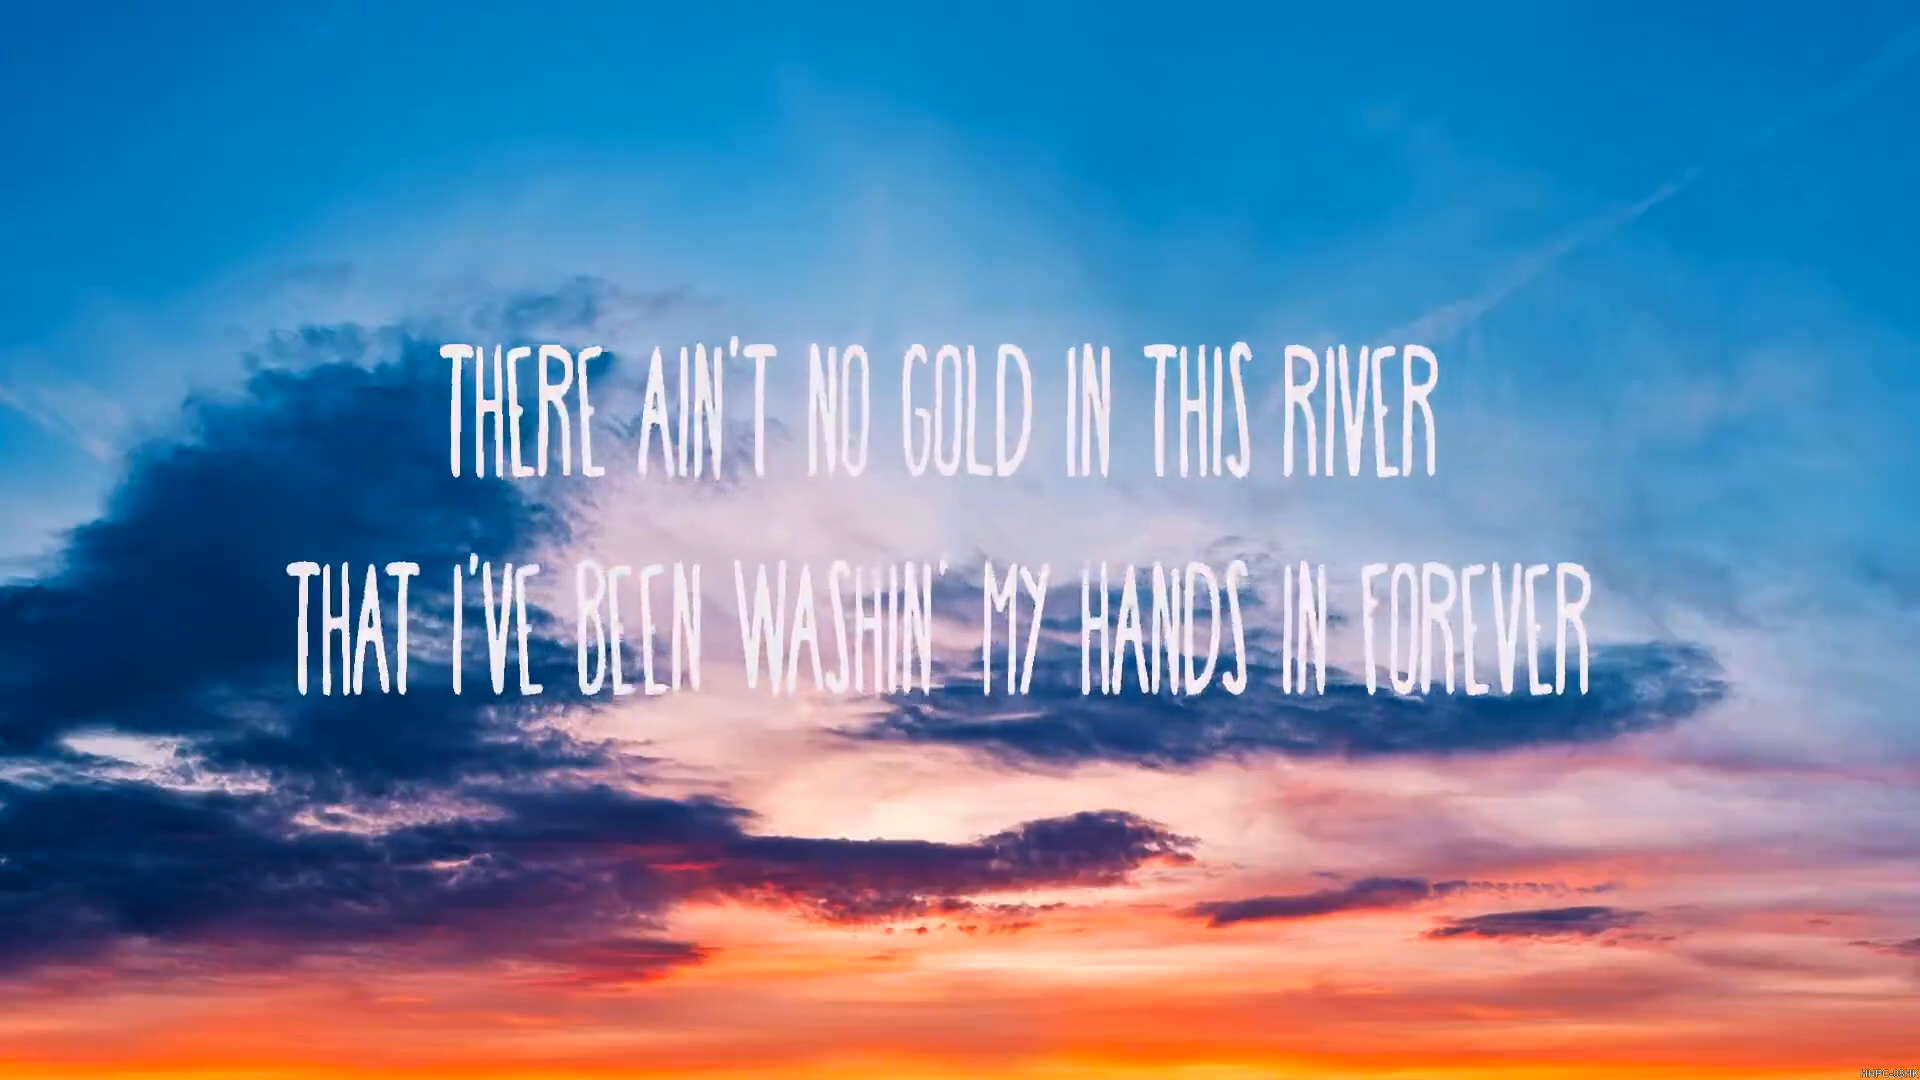 THERE AIN'T NO GOLD IN THIS RIVER
THAT I'VE BEEN WASHIN' MY HANDS IN FOREVER